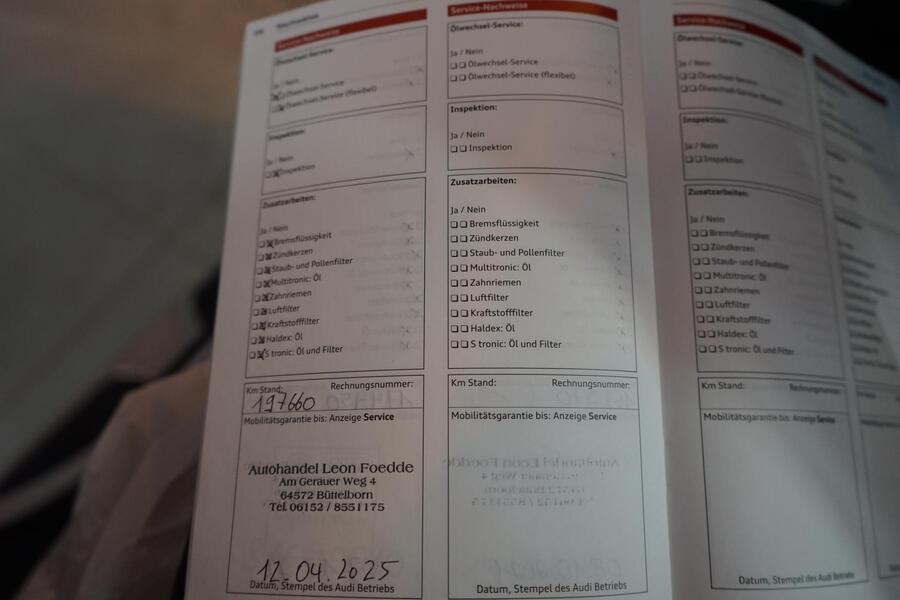 Service-Nachweise
Ölwechsel-Service:
Ja / Nein
Ölwechsel-Service
Ölwechsel-Service (flexibel)
Inspektion:
Ja / Nein
Inspektion
Zusatzarbeiten:
Ja / Nein
Bremsflüssigkeit
Zündkerzen
Staub- und Pollenfilter
Multitronic: Öl
Zahnriemen
Luftfilter
Kraftstofffilter
Haldex: Öl
S tronic: Öl und Filter
Km Stand: Rechnungsnummer:
197660
Mobilitätsgarantie bis: Anzeige Service
Autohandel Leon Foedde
Am Gerauer Weg 4
64572 Büttelborn
Tel 06152 / 8551175
12.04.2025
Datum, Stempel des Audi Betriebs
Service-Nachweise
Ölwechsel-Service:
Ja / Nein
Ölwechsel-Service
Ölwechsel-Service (flexibel)
Inspektion:
Ja / Nein
Inspektion
Zusatzarbeiten:
Ja / Nein
Bremsflüssigkeit
Zündkerzen
Staub- und Pollenfilter
Multitronic: Öl
Zahnriemen
Luftfilter
Kraftstofffilter
Haldex: Öl
S tronic: Öl und Filter
Km Stand: Rechnungsnummer:
Mobilitätsgarantie bis: Anzeige Service
Datum, Stempel des Audi Betriebs
Service-Nachweise
Ölwechsel-Service:
Ja / Nein
Ölwechsel-Service
Ölwechsel-Service (flexibel)
Inspektion:
Ja / Nein
Inspektion
Zusatzarbeiten:
Ja / Nein
Bremsflüssigkeit
Zündkerzen
Staub- und Pollenfilter
Multitronic: Öl
Zahnriemen
Luftfilter
Kraftstofffilter
Haldex: Öl
S tronic: Öl und Filter
Km Stand: Rechnungsnummer:
Mobilitätsgarantie bis: Anzeige Service
Datum, Stempel des Audi Betriebs